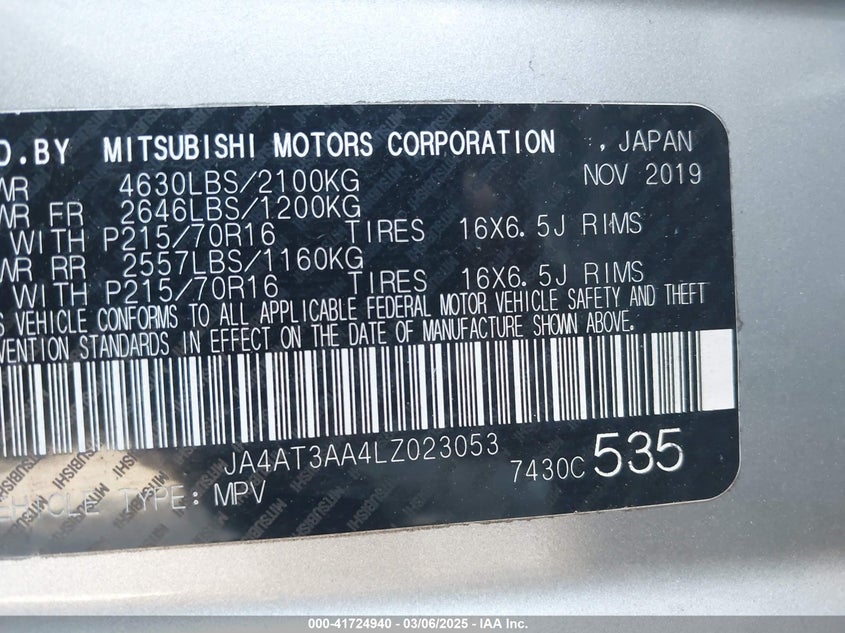 D.BY MITSUBISHI MOTORS CORPORATION , JAPAN
WR 4630LBS/2100KG NOV 2019
WR FR 2646LBS/1200KG
WITH P215/70R16 TIRES 16X6.5J RIMS
WR RR 2557LBS/1160KG
WITH P215/70R16 TIRES 16X6.5J RIMS
S VEHICLE CONFORMS TO ALL APPLICABLE FEDERAL MOTOR VEHICLE SAFETY AND THEFT
VENTION STANDARDS IN EFFECT ON THE DATE OF MANUFACTURE SHOWN ABOVE.
JA4AT3AA4LZ023053 7430C 535
EHICLE TYPE: MPV
000-41724940 - 03/06/2025 - IAA Inc.